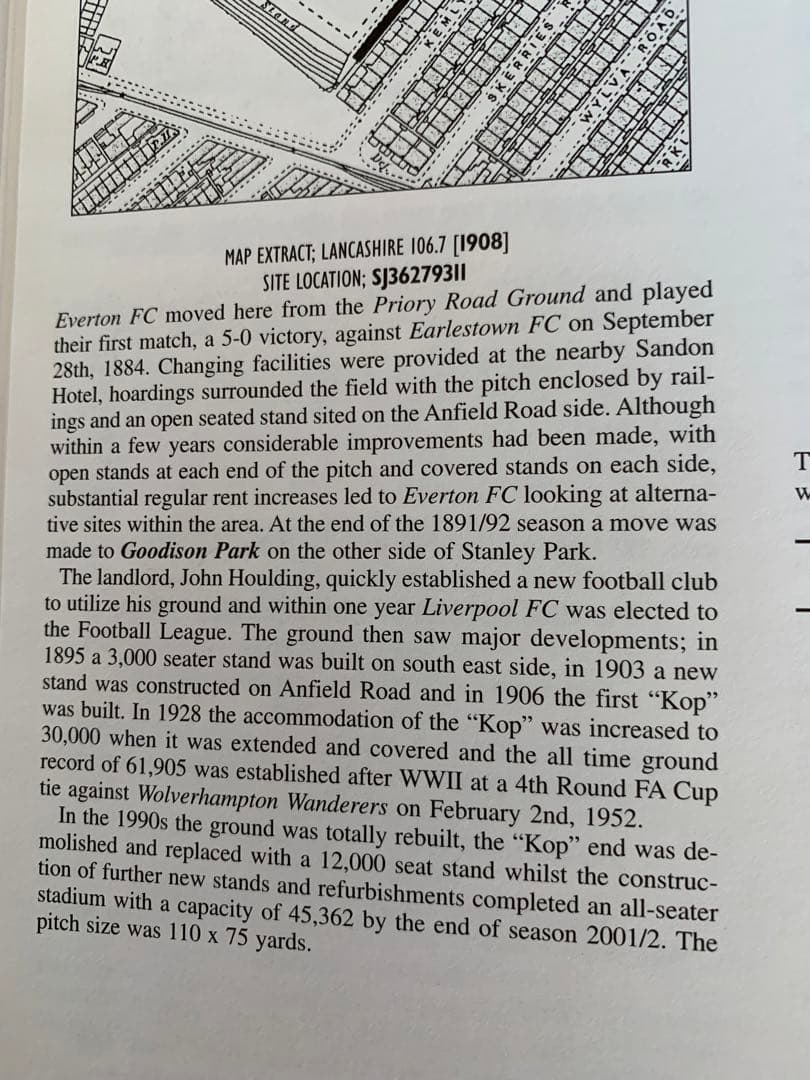 Stand
KEML
SKERRIES R
WYLVA ROAD
P.H.
RKL
MAP EXTRACT; LANCASHIRE 106.7 [1908]
SITE LOCATION; SJ36279311
Everton FC moved here from the Priory Road Ground and played
their first match, a 5-0 victory, against Earlestown FC on September
28th, 1884. Changing facilities were provided at the nearby Sandon
Hotel, hoardings surrounded the field with the pitch enclosed by rail-
ings and an open seated stand sited on the Anfield Road side. Although
within a few years considerable improvements had been made, with
open stands at each end of the pitch and covered stands on each side,
substantial regular rent increases led to Everton FC looking at alterna-
tive sites within the area. At the end of the 1891/92 season a move was
made to Goodison Park on the other side of Stanley Park.
The landlord, John Houlding, quickly established a new football club
to utilize his ground and within one year Liverpool FC was elected to
the Football League. The ground then saw major developments; in
1895 a 3,000 seater stand was built on south east side, in 1903 a new
stand was constructed on Anfield Road and in 1906 the first “Kop”
was built. In 1928 the accommodation of the “Kop” was increased to
30,000 when it was extended and covered and the all time ground
record of 61,905 was established after WWII at a 4th Round FA Cup
tie against Wolverhampton Wanderers on February 2nd, 1952.
In the 1990s the ground was totally rebuilt, the “Kop” end was de-
molished and replaced with a 12,000 seat stand whilst the construc-
tion of further new stands and refurbishments completed an all-seater
stadium with a capacity of 45,362 by the end of season 2001/2. The
pitch size was 110 x 75 yards.
T
w